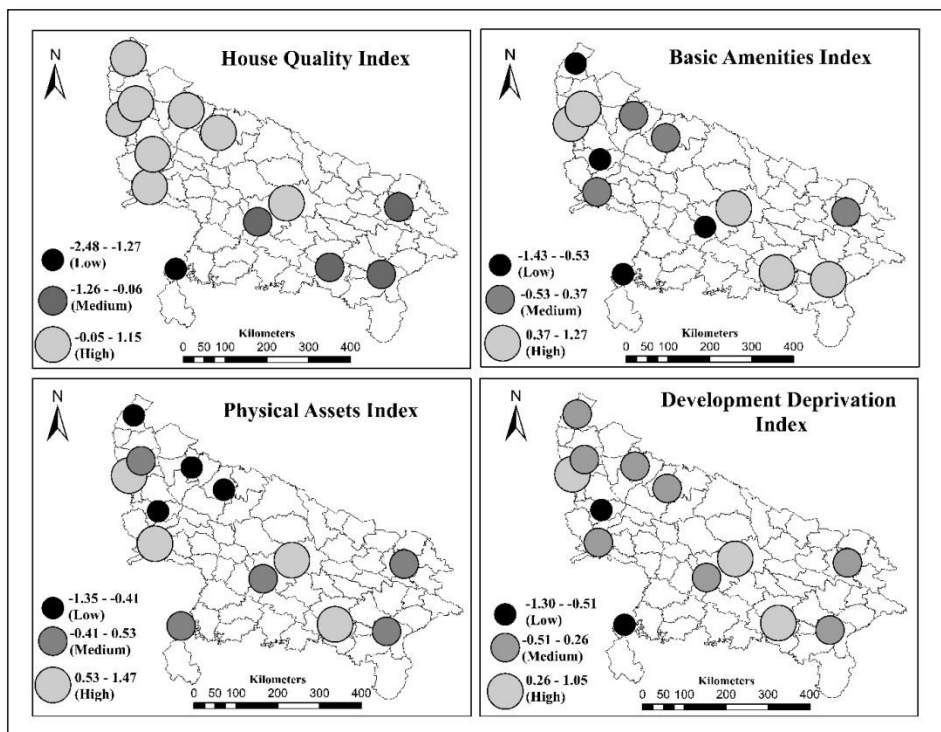 N
House Quality Index
-2.48 - -1.27
(Low)
-1.26 - -0.06
(Medium)
-0.05 - 1.15
(High)
Kilometers
0 50 100 200 300 400
N
Basic Amenities Index
-1.43 - -0.53
(Low)
-0.53 - 0.37
(Medium)
0.37 - 1.27
(High)
Kilometers
0 50 100 200 300 400
N
Physical Assets Index
-1.35 - -0.41
(Low)
-0.41 - 0.53
(Medium)
0.53 - 1.47
(High)
Kilometers
0 50 100 200 300 400
N
Development Deprivation
Index
-1.30 - -0.51
(Low)
-0.51 - 0.26
(Medium)
0.26 - 1.05
(High)
Kilometers
0 50 100 200 300 400